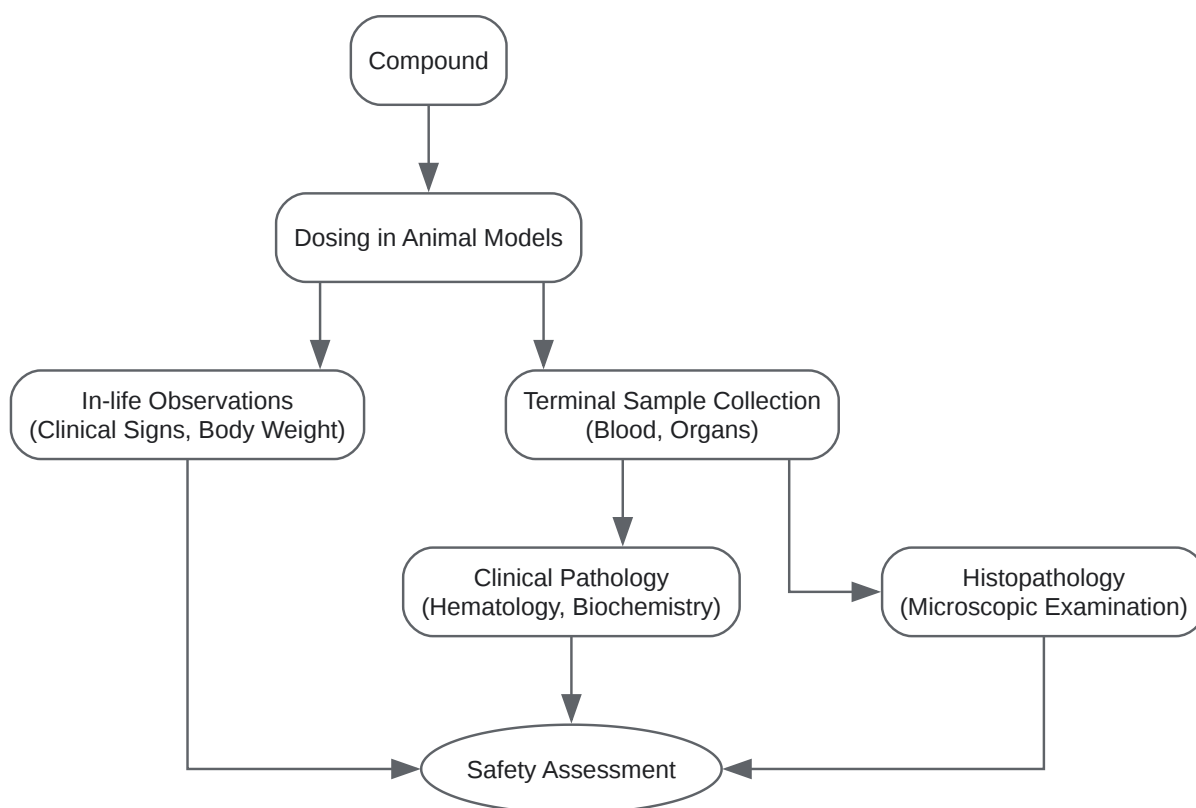 Compound
Dosing in Animal Models
In-life Observations
(Clinical Signs, Body Weight)
Terminal Sample Collection
(Blood, Organs)
Clinical Pathology
(Hematology, Biochemistry)
Histopathology
(Microscopic Examination)
Safety Assessment